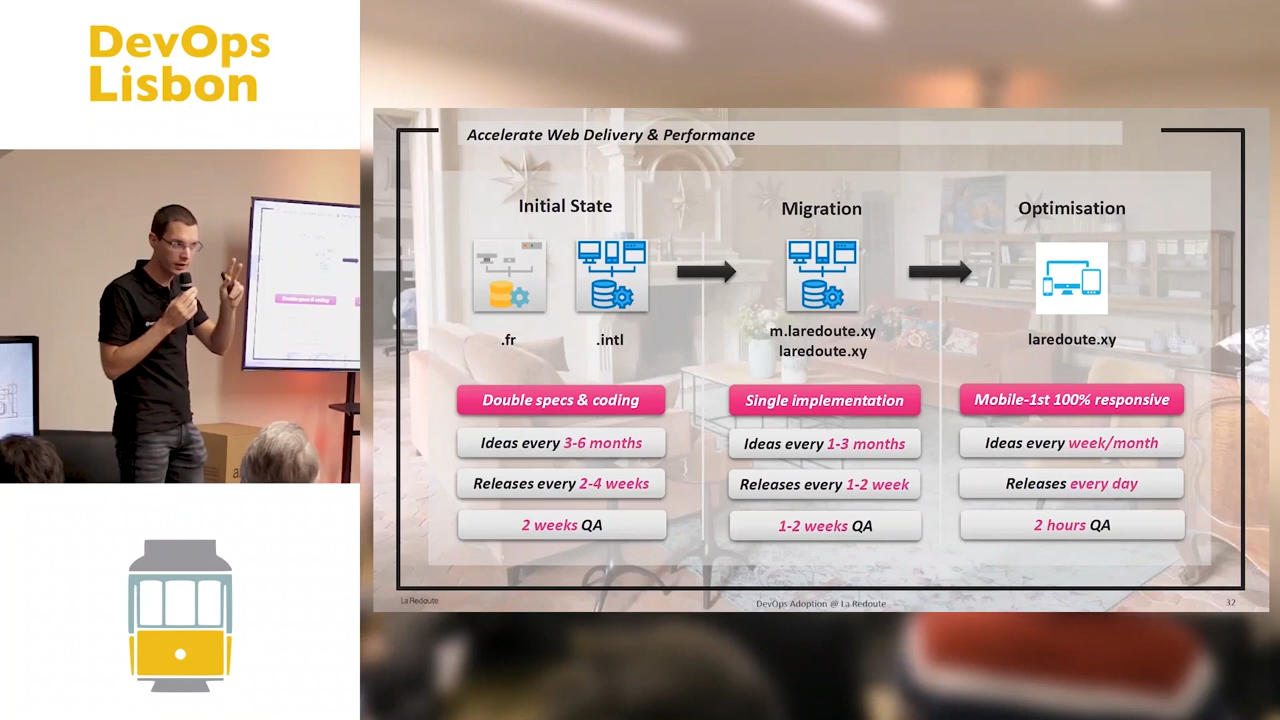 DevOps
Lisbon
Accelerate Web Delivery & Performance
Initial State
Migration
Optimisation
.fr
.intl
m.laredoute.xy
laredoute.xy
laredoute.xy
Double specs & coding
Single implementation
Mobile-1st 100% responsive
Ideas every 3-6 months
Ideas every 1-3 months
Ideas every week/month
Releases every 2-4 weeks
Releases every 1-2 week
Releases every day
2 weeks QA
1-2 weeks QA
2 hours QA
La Redoute
DevOps Adoption @ La Redoute
32
Double specs & coding